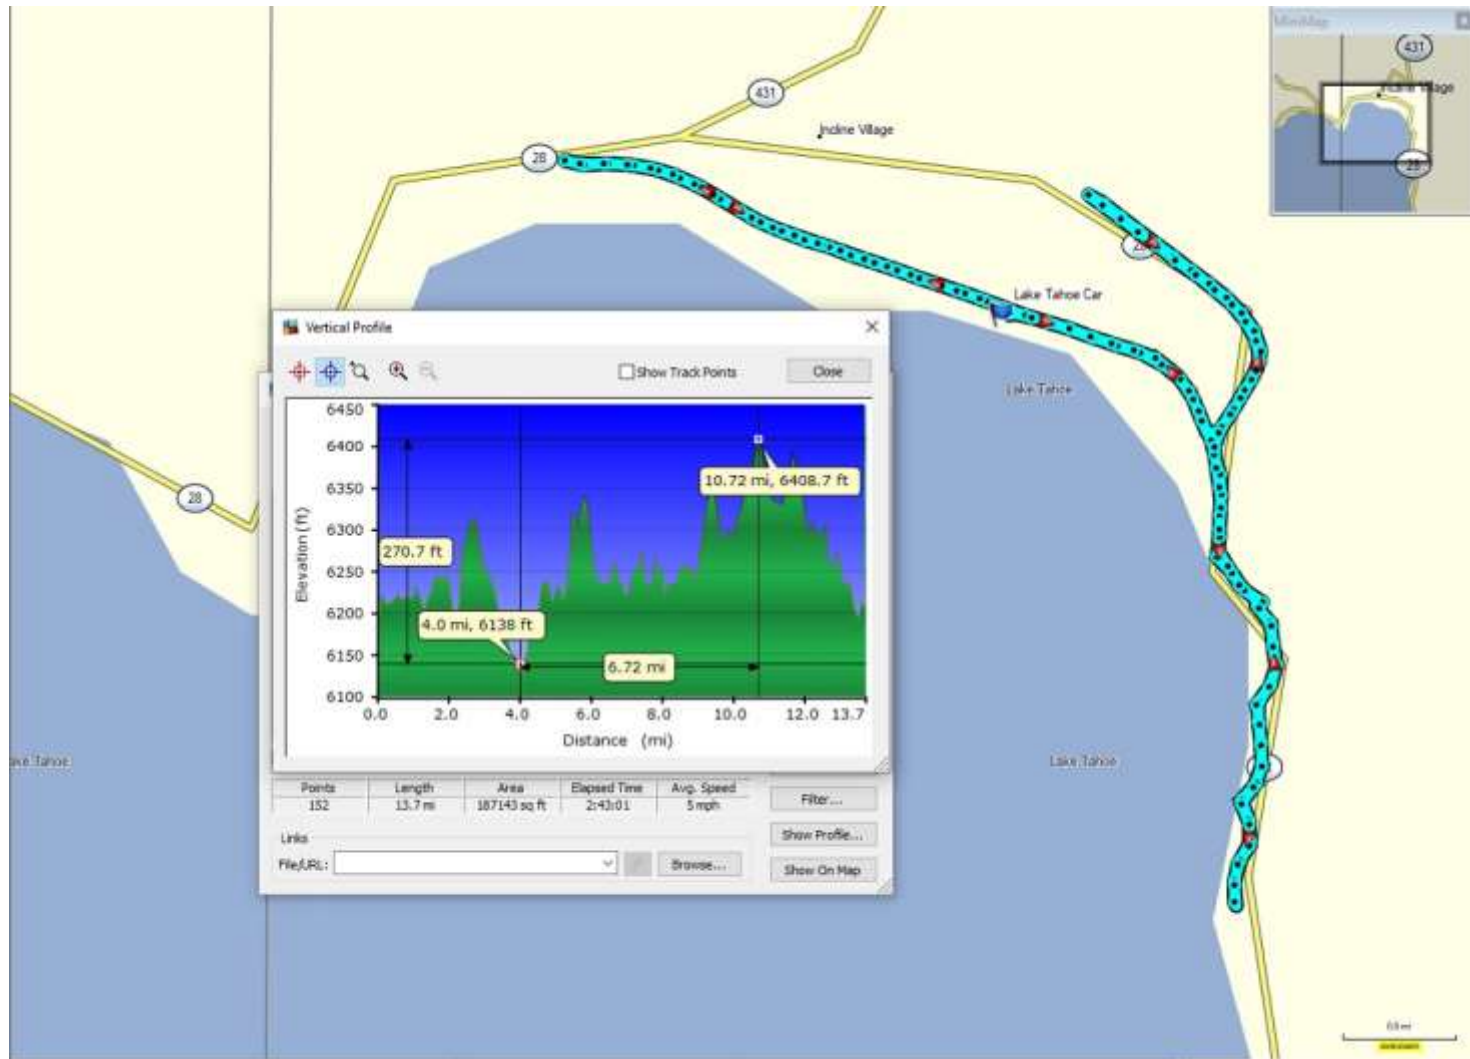 MiniMap
431
Incline Village
28
431
Incline Village
28
Lake Tahoe Car
Lake Tahoe
28
Lake Tahoe
Vertical Profile
Show Track Points
Close
6450
6400
6350
6300
6250
6200
6150
6100
Elevation (ft)
10.72 mi, 6408.7 ft
270.7 ft
4.0 mi, 6138 ft
6.72 mi
0.0 2.0 4.0 6.0 8.0 10.0 12.0 13.7
Distance (mi)
Points Length Area Elapsed Time Avg. Speed
152 13.7 mi 187143 sq ft 2:43:01 5 mph
Filter...
Links
Show Profile...
File/URL:
Browse...
Show On Map